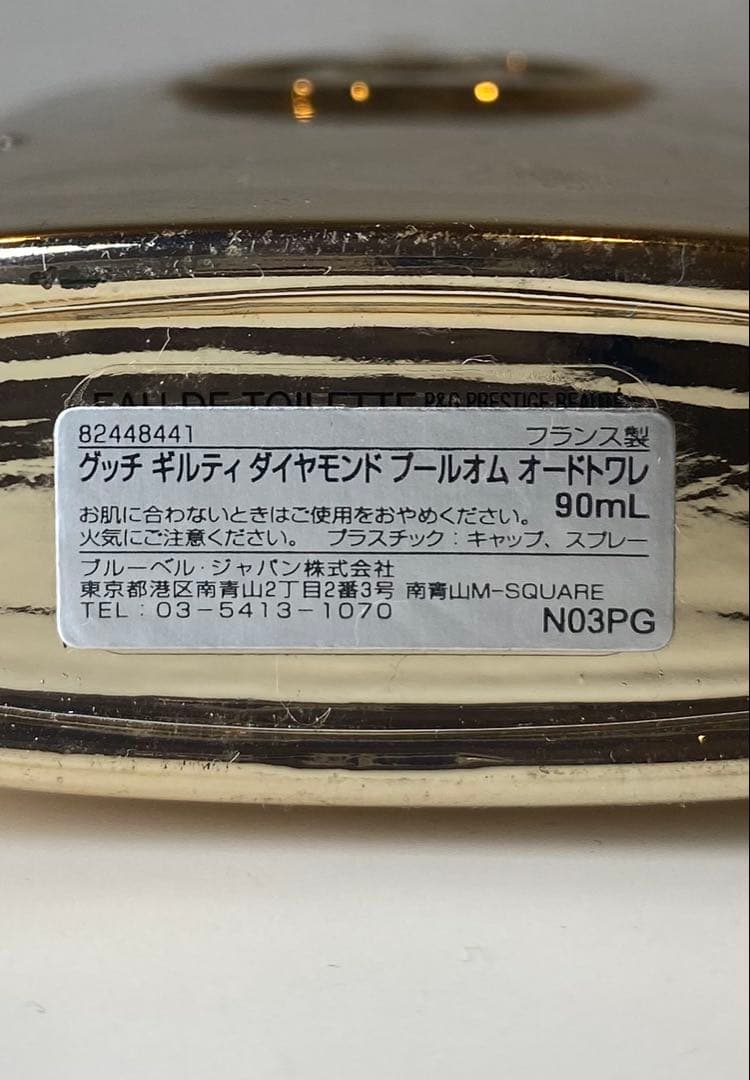 EAU DE TOILETTE P&G PRESTIGE BEAUTÉ
82448441 フランス製
グッチ ギルティ ダイヤモンド プールオム オードトワレ
90mL
お肌に合わないときはご使用をおやめください。
火気にご注意ください。 プラスチック：キャップ、スプレー
ブルーベル・ジャパン株式会社
東京都港区南青山2丁目2番3号 南青山M-SQUARE
TEL：03-5413-1070
N03PG